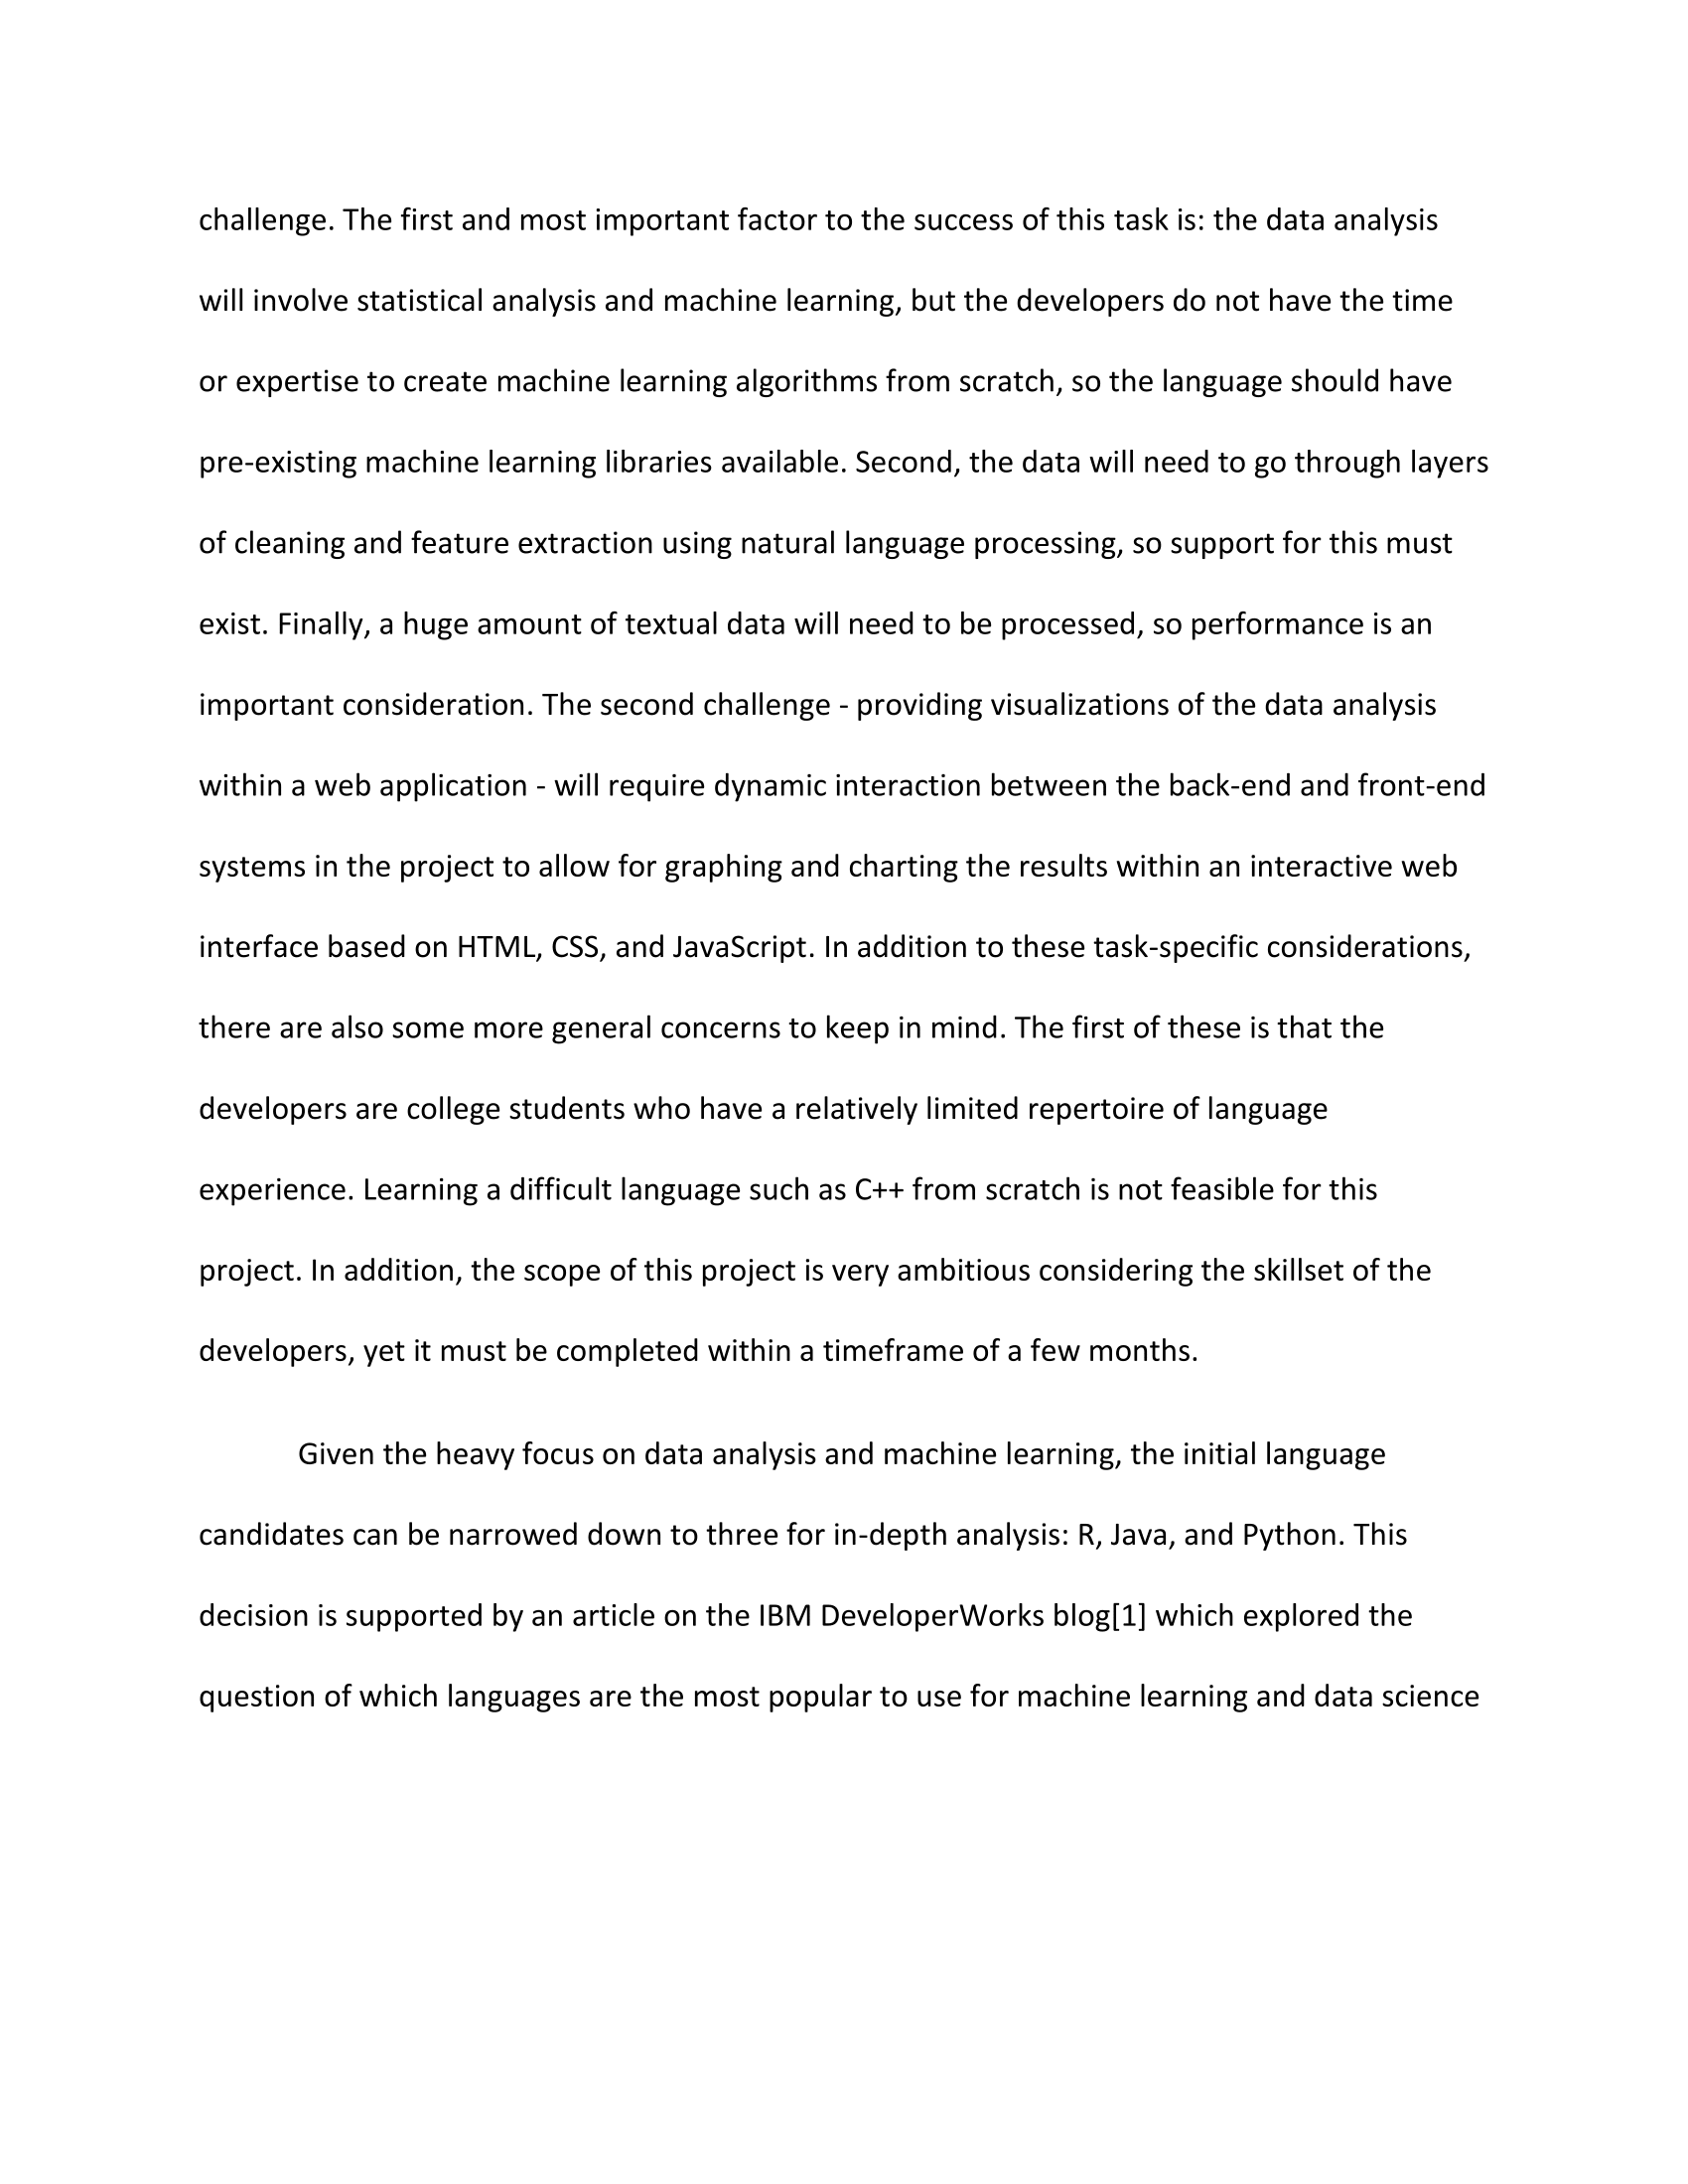 challenge. The first and most important factor to the success of this task is: the data analysis
will involve statistical analysis and machine learning, but the developers do not have the time
or expertise to create machine learning algorithms from scratch, so the language should have
pre-existing machine learning libraries available. Second, the data will need to go through layers
of cleaning and feature extraction using natural language processing, so support for this must
exist. Finally, a huge amount of textual data will need to be processed, so performance is an
important consideration. The second challenge - providing visualizations of the data analysis
within a web application - will require dynamic interaction between the back-end and front-end
systems in the project to allow for graphing and charting the results within an interactive web
interface based on HTML, CSS, and JavaScript. In addition to these task-specific considerations,
there are also some more general concerns to keep in mind. The first of these is that the
developers are college students who have a relatively limited repertoire of language
experience. Learning a difficult language such as C++ from scratch is not feasible for this
project. In addition, the scope of this project is very ambitious considering the skillset of the
developers, yet it must be completed within a timeframe of a few months.
Given the heavy focus on data analysis and machine learning, the initial language
candidates can be narrowed down to three for in-depth analysis: R, Java, and Python. This
decision is supported by an article on the IBM DeveloperWorks blog[1] which explored the
question of which languages are the most popular to use for machine learning and data science